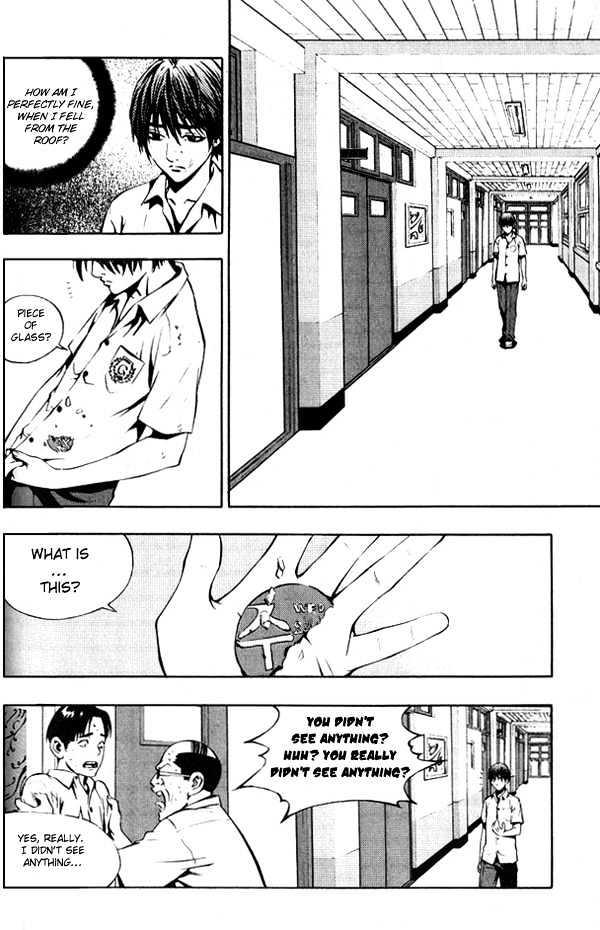 HOW AM I
PERFECTLY FINE,
WHEN I FELL
FROM THE
ROOF?
PIECE
OF
GLASS?
WHAT IS
...
THIS?
YOU DIDN'T
SEE ANYTHING?
HUH? YOU REALLY
DIDN'T SEE ANYTHING?
YES, REALLY.
I DIDN'T SEE
ANYTHING...